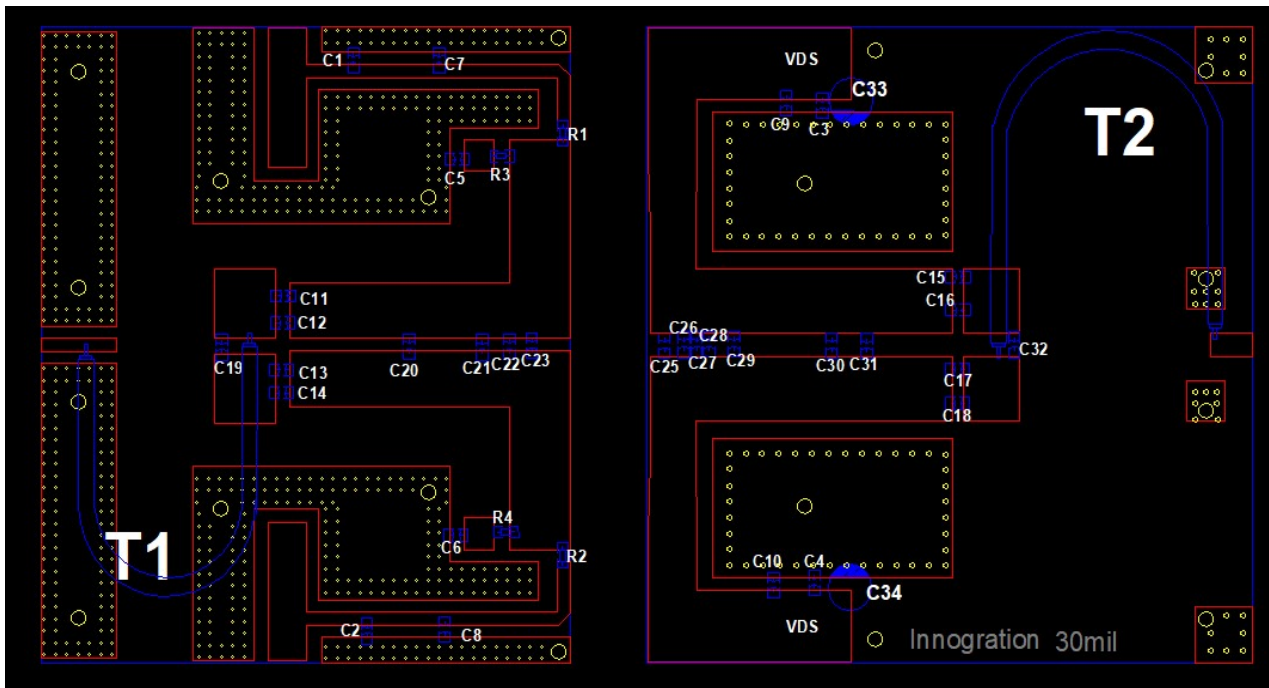 C1
C7
R1
C5
R3
C11
C12
C13
C14
C19
C20
C21
C22
C23
T1
C6
R4
R2
C2
C8
VDS
C33
C9
C3
T2
C15
C16
C26
C28
C25
C27
C29
C30
C31
C32
C17
C18
C10
C4
C34
VDS
Innogration 30mil